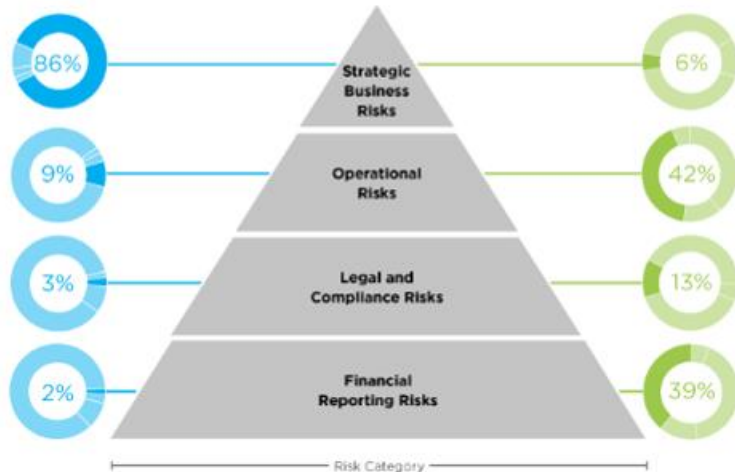 86%
Strategic
Business
Risks
6%
9%
Operational
Risks
42%
3%
Legal and
Compliance Risks
13%
2%
Financial
Reporting Risks
39%
Risk Category